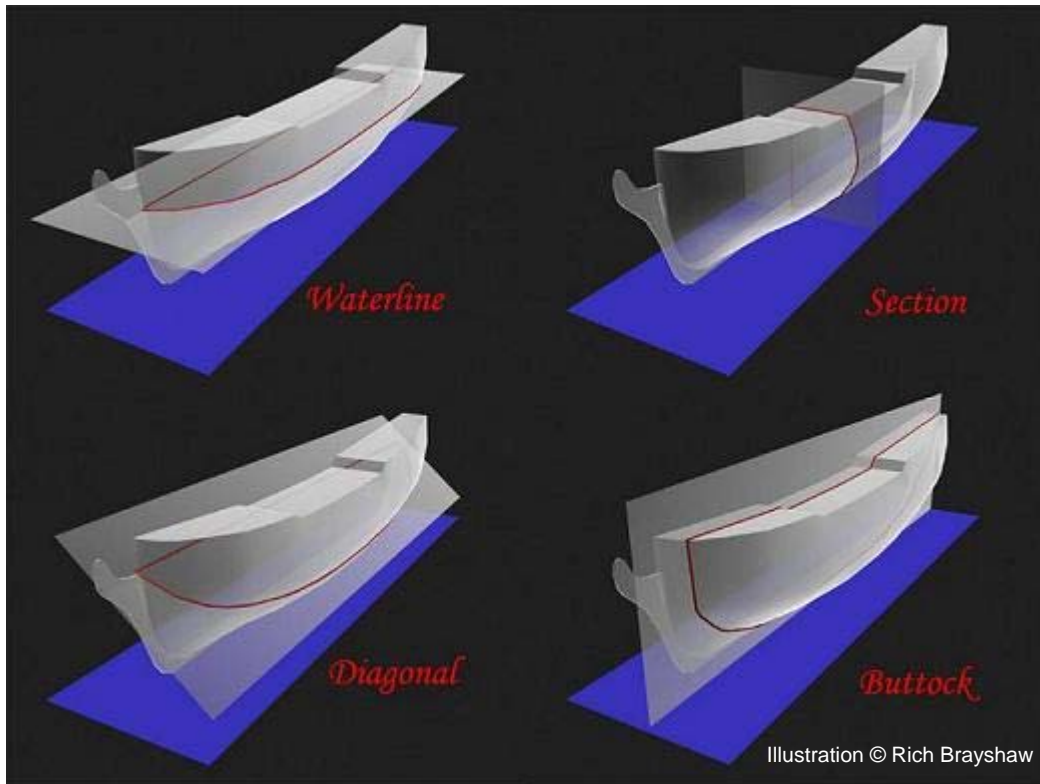 Waterline
Section
Diagonal
Buttock
Illustration © Rich Brayshaw